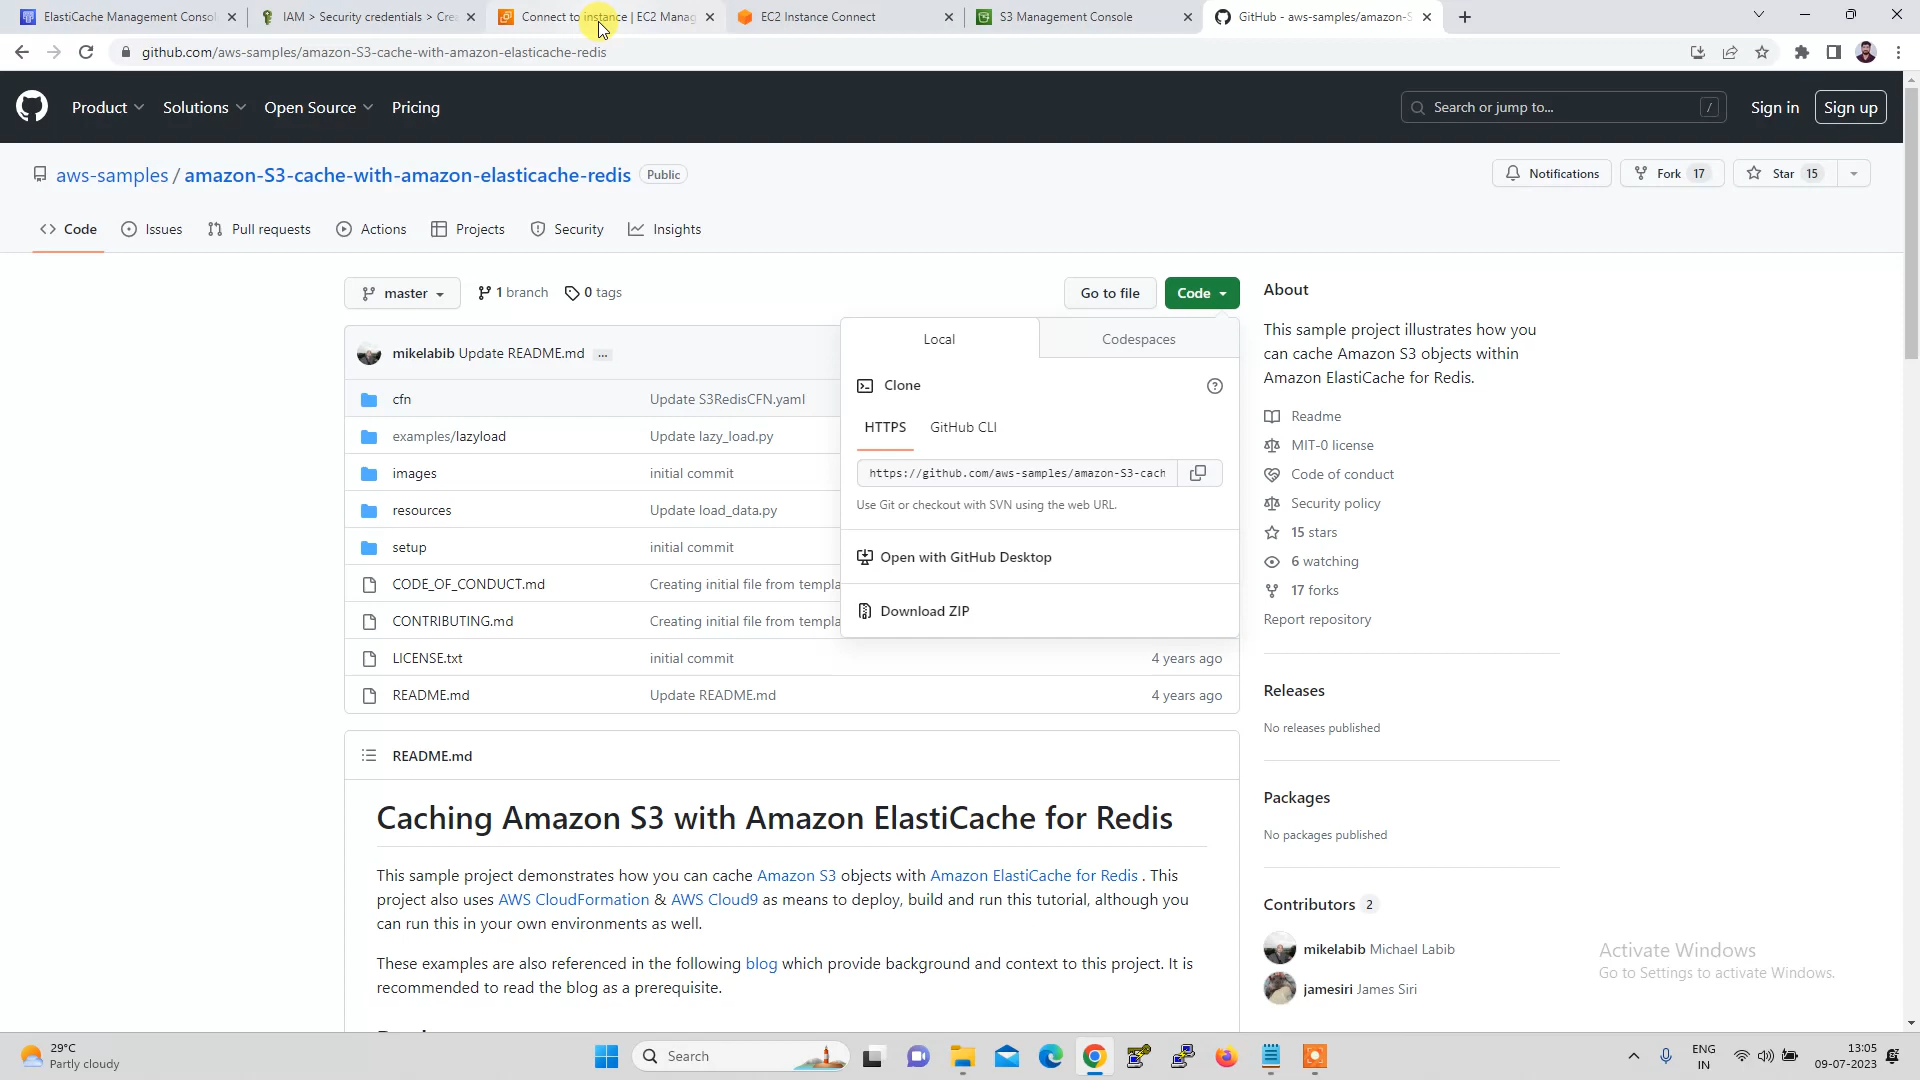 ElastiCache Management Consol
IAM > Security credentials > Crea
Connect to instance | EC2 Manag
EC2 Instance Connect
S3 Management Console
GitHub - aws-samples/amazon-S
github.com/aws-samples/amazon-S3-cache-with-amazon-elasticache-redis
Product
Solutions
Open Source
Pricing
Search or jump to...
/
Sign in
Sign up
aws-samples / amazon-S3-cache-with-amazon-elasticache-redis
Public
Notifications
Fork 17
Star 15
Code
Issues
Pull requests
Actions
Projects
Security
Insights
master
1 branch
0 tags
Go to file
Code
mikelabib Update README.md
...
cfn
Update S3RedisCFN.yaml
examples/lazyload
Update lazy_load.py
images
initial commit
resources
Update load_data.py
setup
initial commit
CODE_OF_CONDUCT.md
Creating initial file from templa
CONTRIBUTING.md
Creating initial file from templa
LICENSE.txt
initial commit
4 years ago
README.md
Update README.md
4 years ago
Local
Codespaces
Clone
HTTPS
GitHub CLI
https://github.com/aws-samples/amazon-S3-cach
Use Git or checkout with SVN using the web URL.
Open with GitHub Desktop
Download ZIP
About
This sample project illustrates how you
can cache Amazon S3 objects within
Amazon ElastiCache for Redis.
Readme
MIT-0 license
Code of conduct
Security policy
15 stars
6 watching
17 forks
Report repository
Releases
No releases published
Packages
No packages published
Contributors 2
mikelabib Michael Labib
jamesiri James Siri
README.md
Caching Amazon S3 with Amazon ElastiCache for Redis
This sample project demonstrates how you can cache Amazon S3 objects with Amazon ElastiCache for Redis . This
project also uses AWS CloudFormation & AWS Cloud9 as means to deploy, build and run this tutorial, although you
can run this in your own environments as well.
These examples are also referenced in the following blog which provide background and context to this project. It is
recommended to read the blog as a prerequisite.
Activate Windows
Go to Settings to activate Windows.
29°C
Partly cloudy
Search
ENG
IN
13:05
09-07-2023